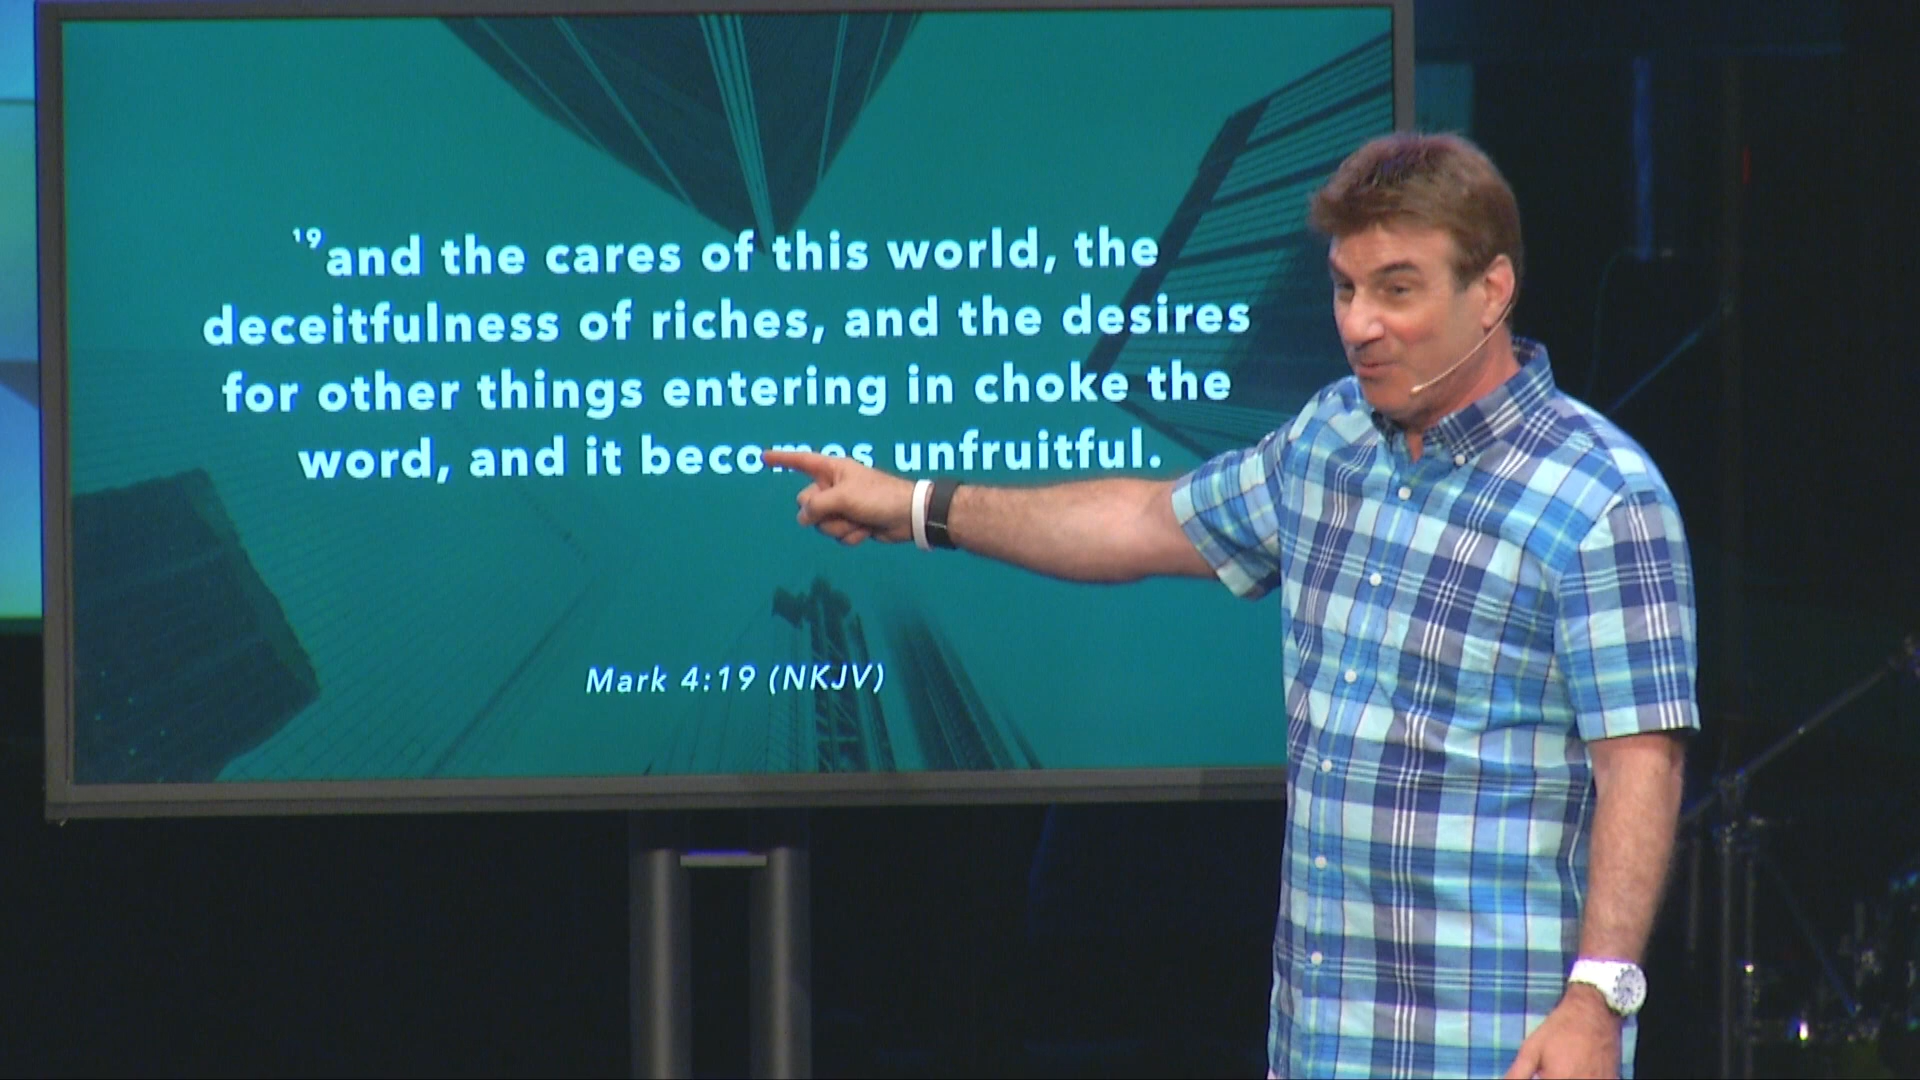 ¹⁹and the cares of this world, the
deceitfulness of riches, and the desires
for other things entering in choke the
word, and it becomes unfruitful.
Mark 4:19 (NKJV)